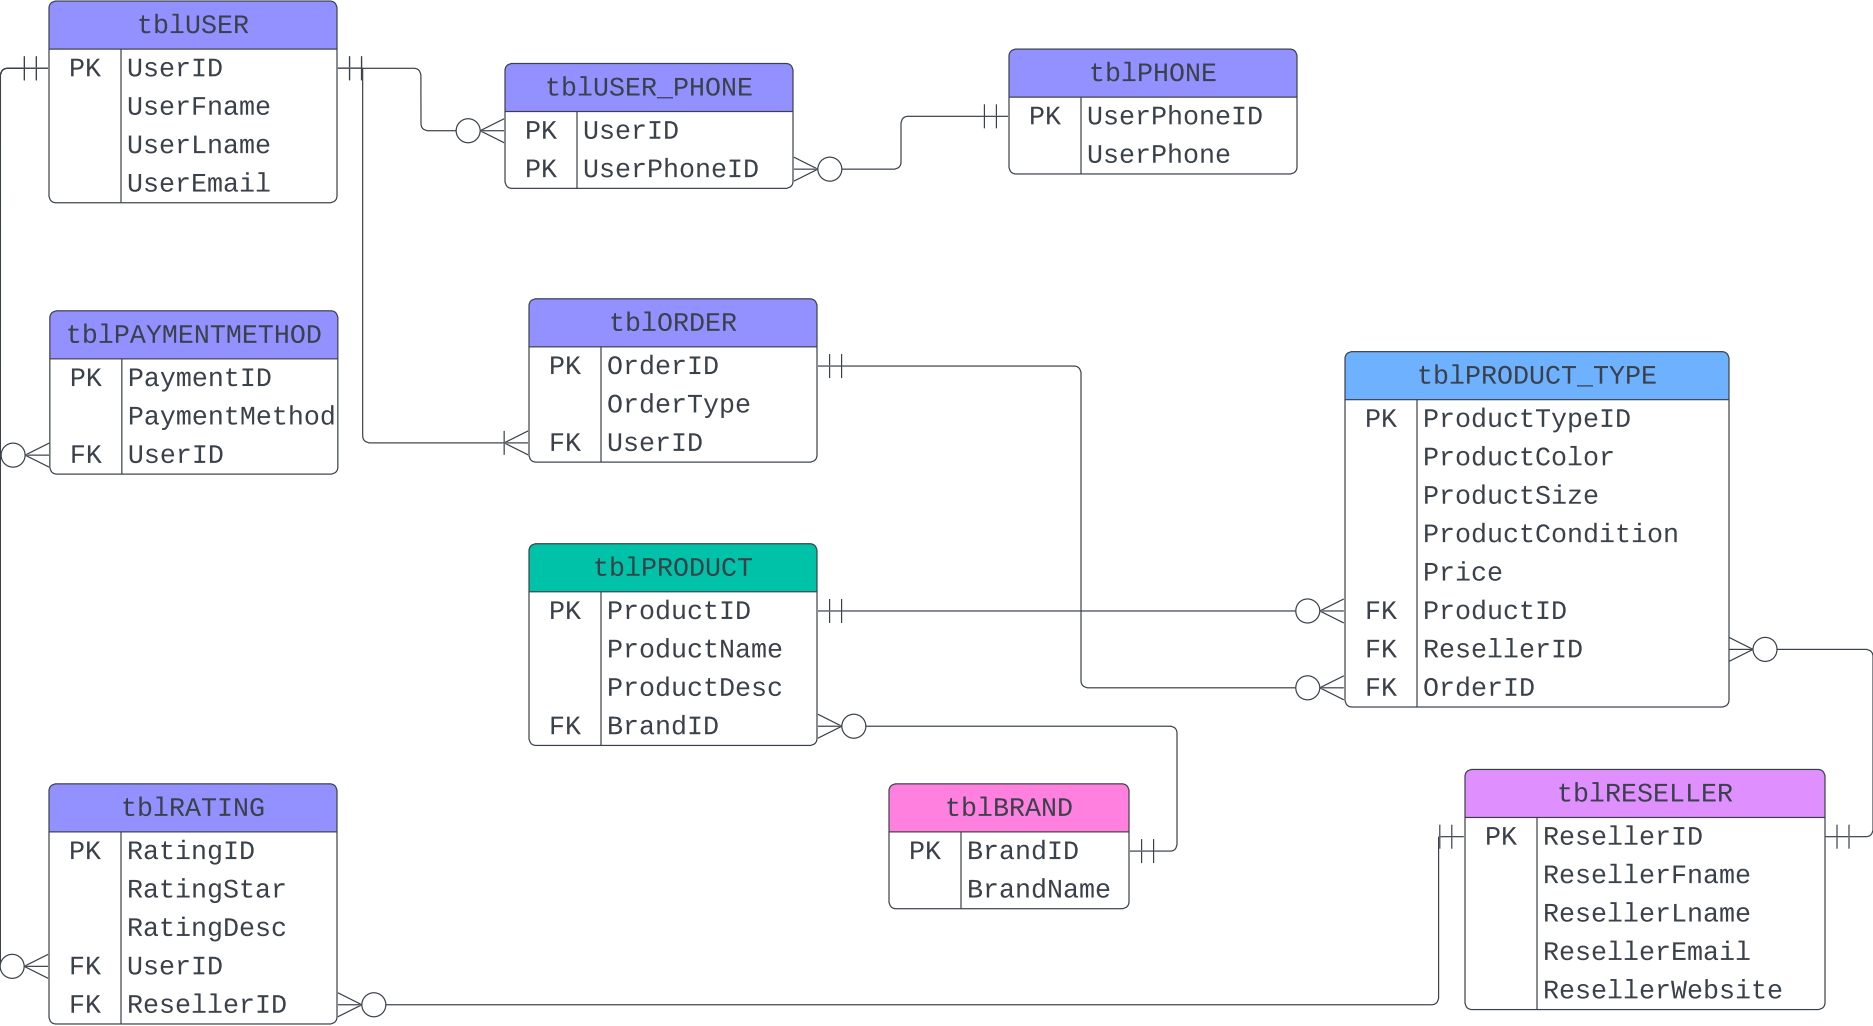 tblUSER
PK UserID
UserFname
UserLname
UserEmail
tblUSER_PHONE
PK UserID
PK UserPhoneID
tblPHONE
PK UserPhoneID
UserPhone
tblPAYMENTMETHOD
PK PaymentID
PaymentMethod
FK UserID
tblORDER
PK OrderID
OrderType
FK UserID
tblPRODUCT_TYPE
PK ProductTypeID
ProductColor
ProductSize
ProductCondition
Price
FK ProductID
FK ResellerID
FK OrderID
tblPRODUCT
PK ProductID
ProductName
ProductDesc
FK BrandID
tblRATING
PK RatingID
RatingStar
RatingDesc
FK UserID
FK ResellerID
tblBRAND
PK BrandID
BrandName
tblRESELLER
PK ResellerID
ResellerFname
ResellerLname
ResellerEmail
ResellerWebsite